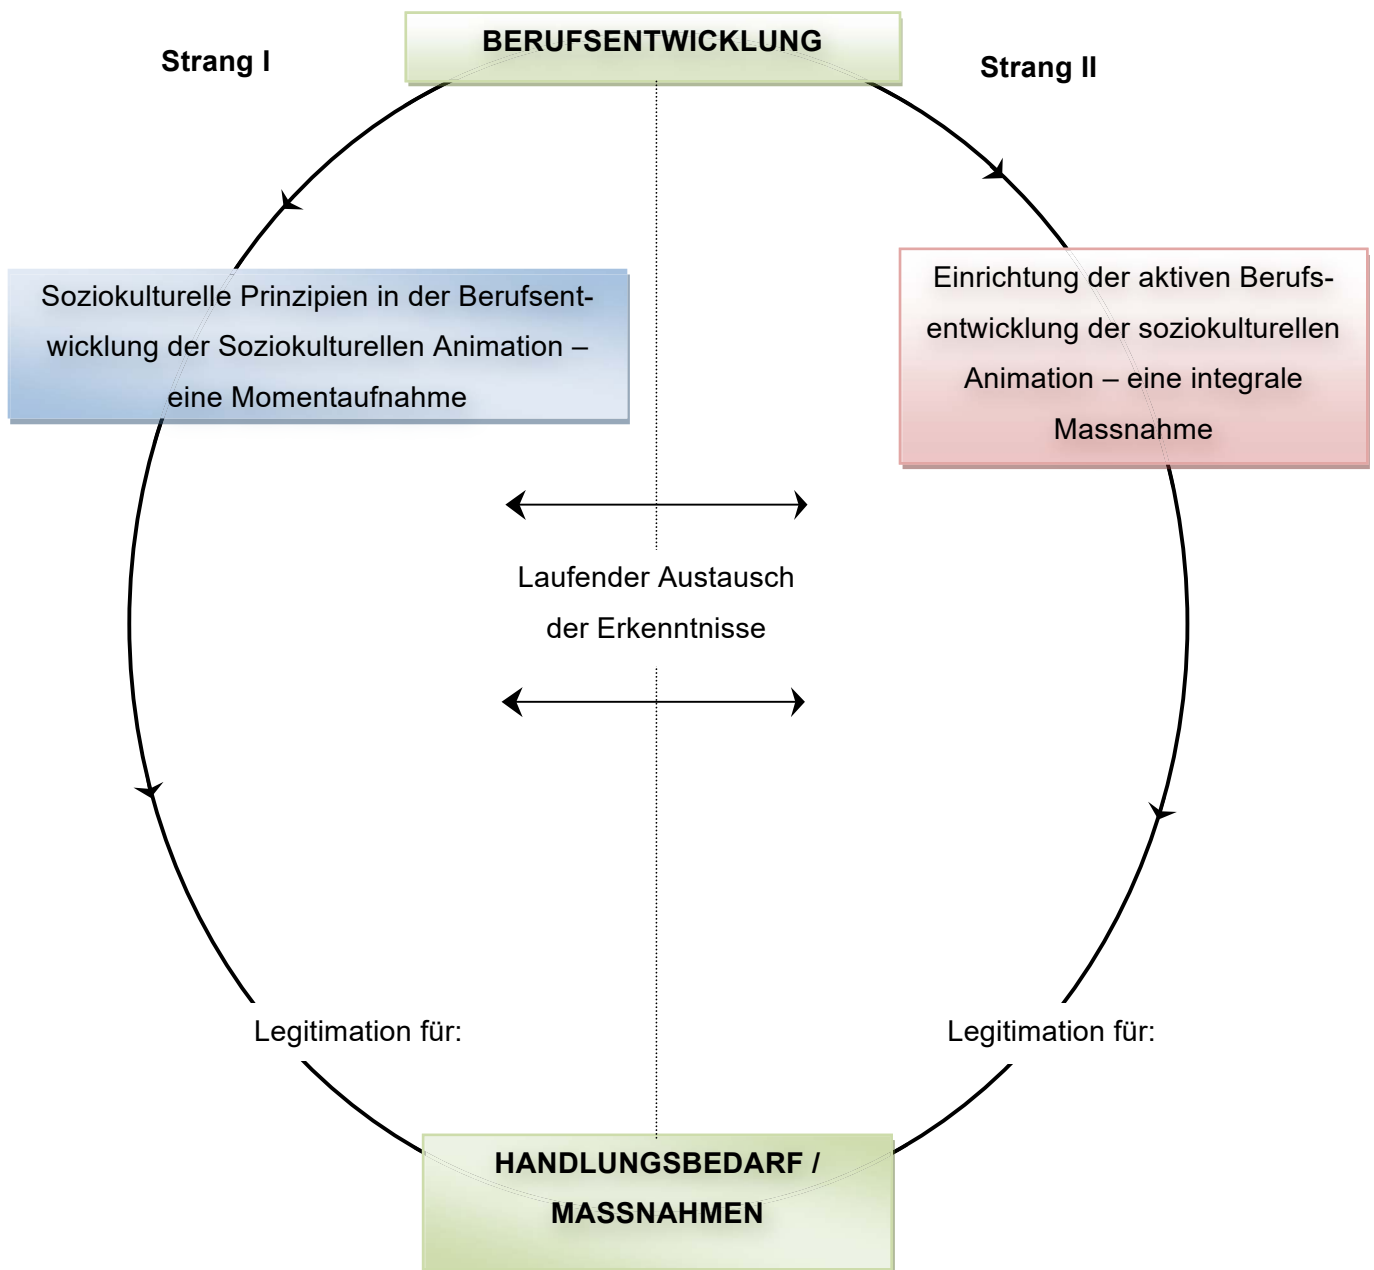 BERUFSENTWICKLUNG
Strang I
Strang II
Soziokulturelle Prinzipien in der Berufsent-
wicklung der Soziokulturellen Animation –
eine Momentaufnahme
Einrichtung der aktiven Berufs-
entwicklung der soziokulturellen
Animation – eine integrale
Massnahme
Laufender Austausch
der Erkenntnisse
Legitimation für:
Legitimation für:
HANDLUNGSBEDARF /
MASSNAHMEN